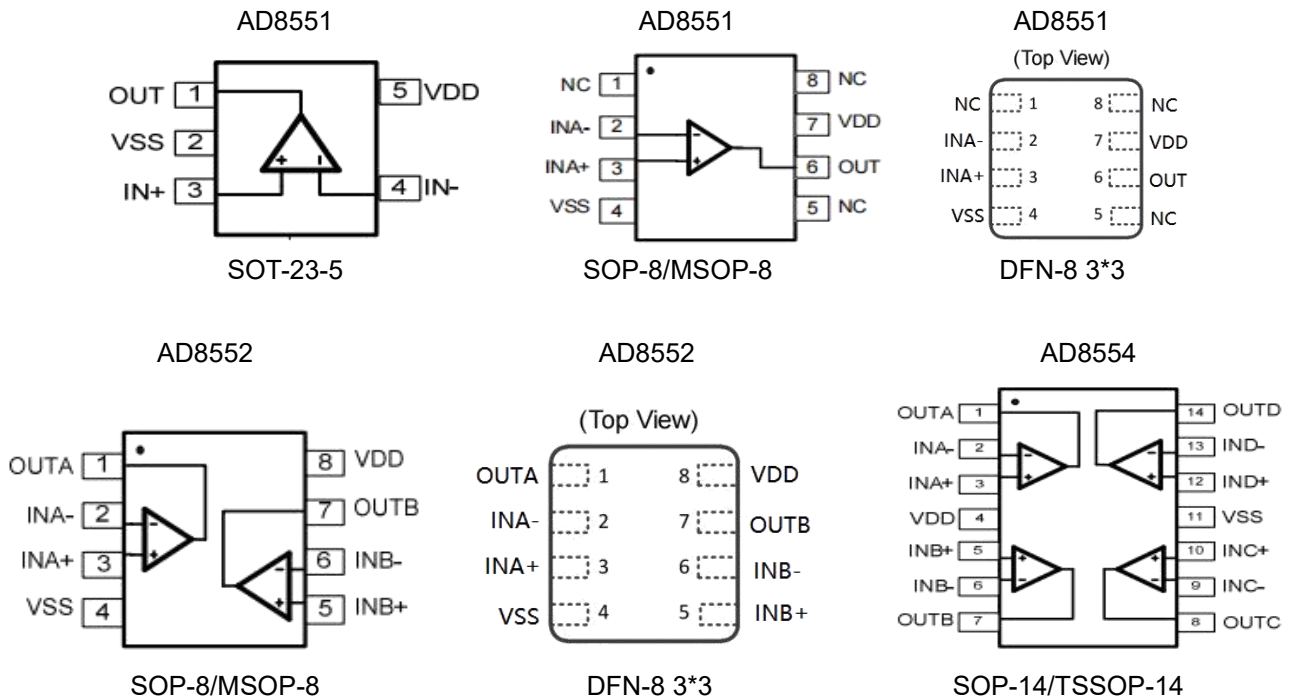 AD8551
OUT 1
VSS 2
IN+ 3
5 VDD
4 IN-
+ -
SOT-23-5
AD8551
NC 1
INA- 2
INA+ 3
VSS 4
8 NC
7 VDD
6 OUT
5 NC
-
+
SOP-8/MSOP-8
AD8551
(Top View)
NC 1
INA- 2
INA+ 3
VSS 4
8 NC
7 VDD
6 OUT
5 NC
DFN-8 3*3
AD8552
OUTA 1
INA- 2
INA+ 3
VSS 4
8 VDD
7 OUTB
6 INB-
5 INB+
-
+
-
+
SOP-8/MSOP-8
AD8552
(Top View)
OUTA 1
INA- 2
INA+ 3
VSS 4
8 VDD
7 OUTB
6 INB-
5 INB+
DFN-8 3*3
AD8554
OUTA 1
INA- 2
INA+ 3
VDD 4
INB+ 5
INB- 6
OUTB 7
14 OUTD
13 IND-
12 IND+
11 VSS
10 INC+
9 INC-
8 OUTC
-
+
-
+
+
-
+
-
SOP-14/TSSOP-14